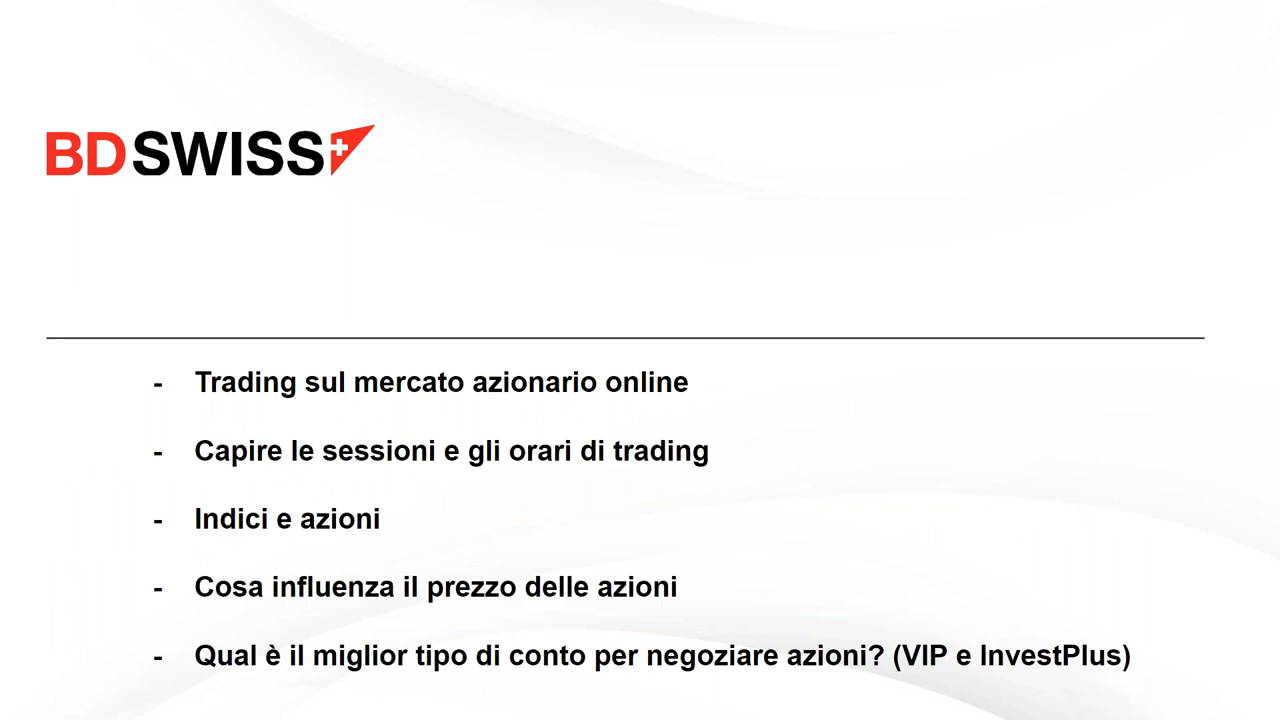 BDSWISS
- Trading sul mercato azionario online
- Capire le sessioni e gli orari di trading
- Indici e azioni
- Cosa influenza il prezzo delle azioni
- Qual è il miglior tipo di conto per negoziare azioni? (VIP e InvestPlus)